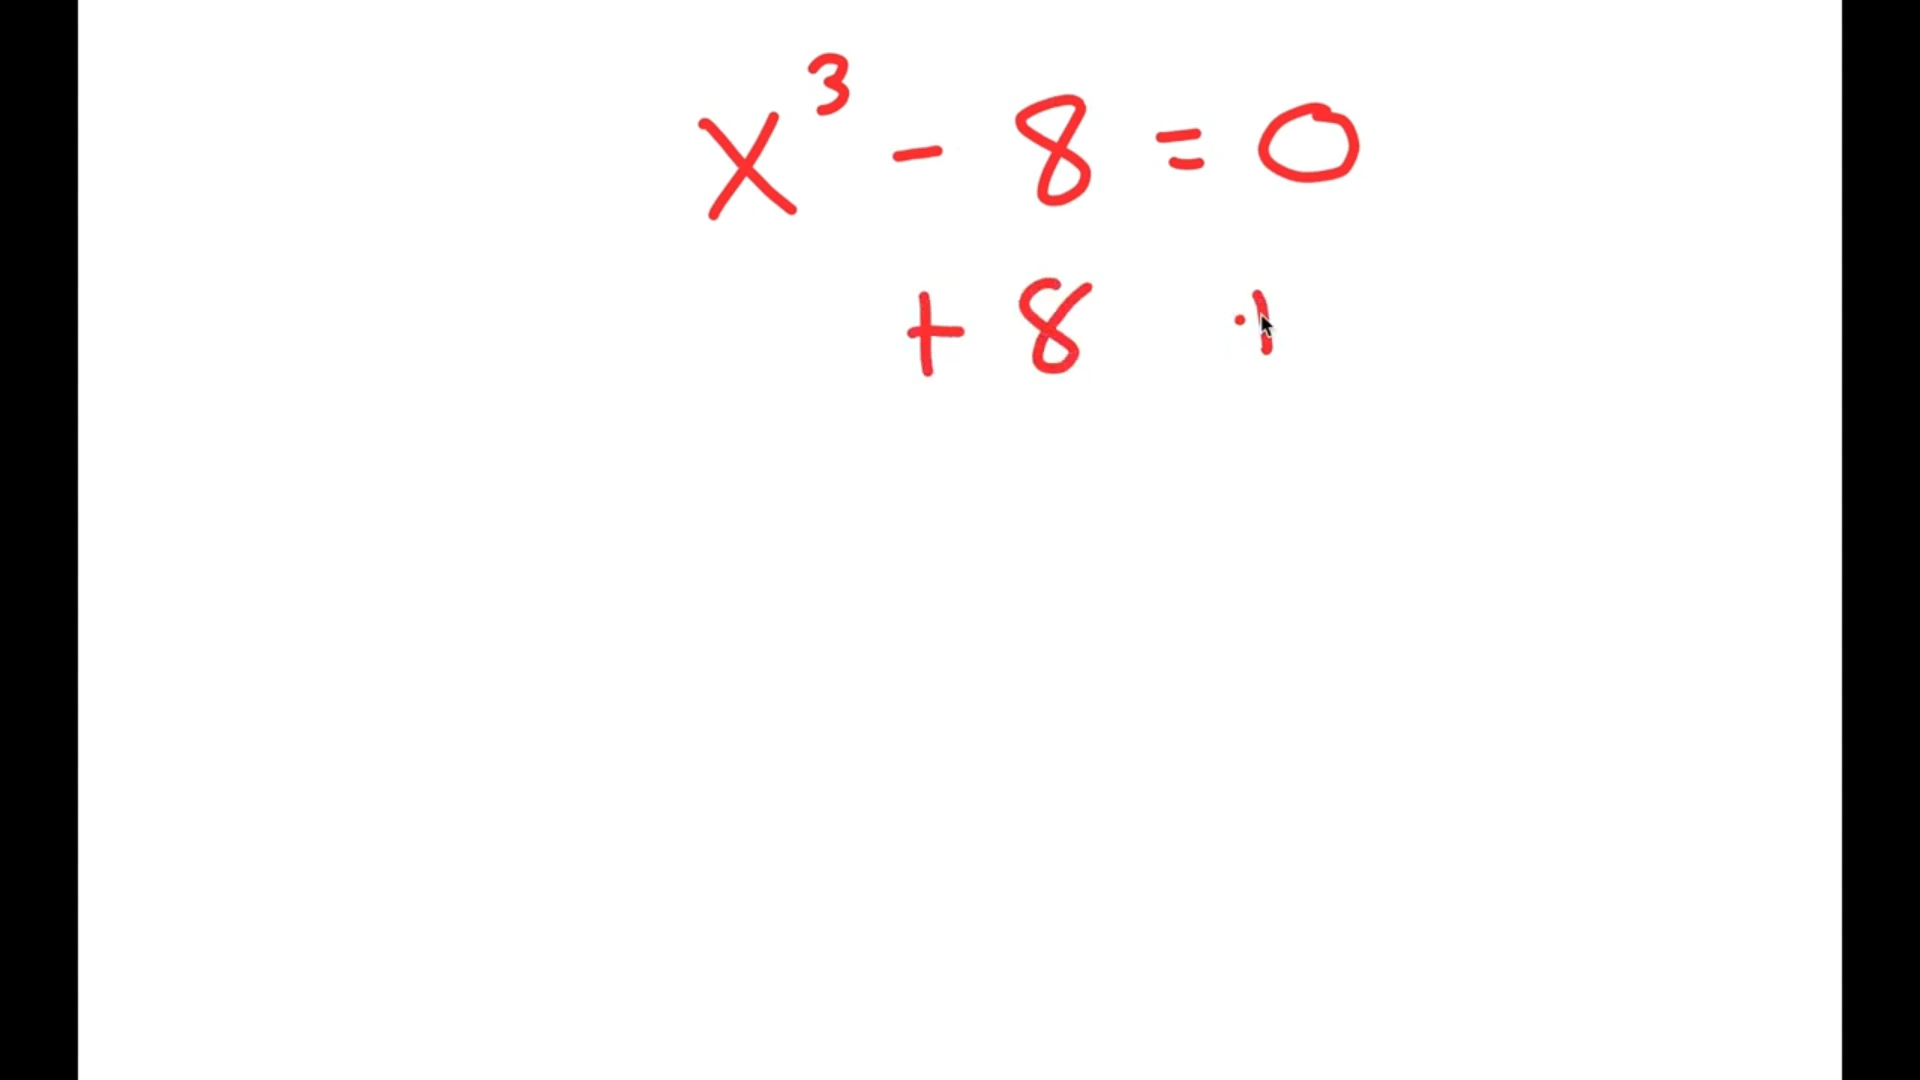 x³ - 8 = 0
+ 8